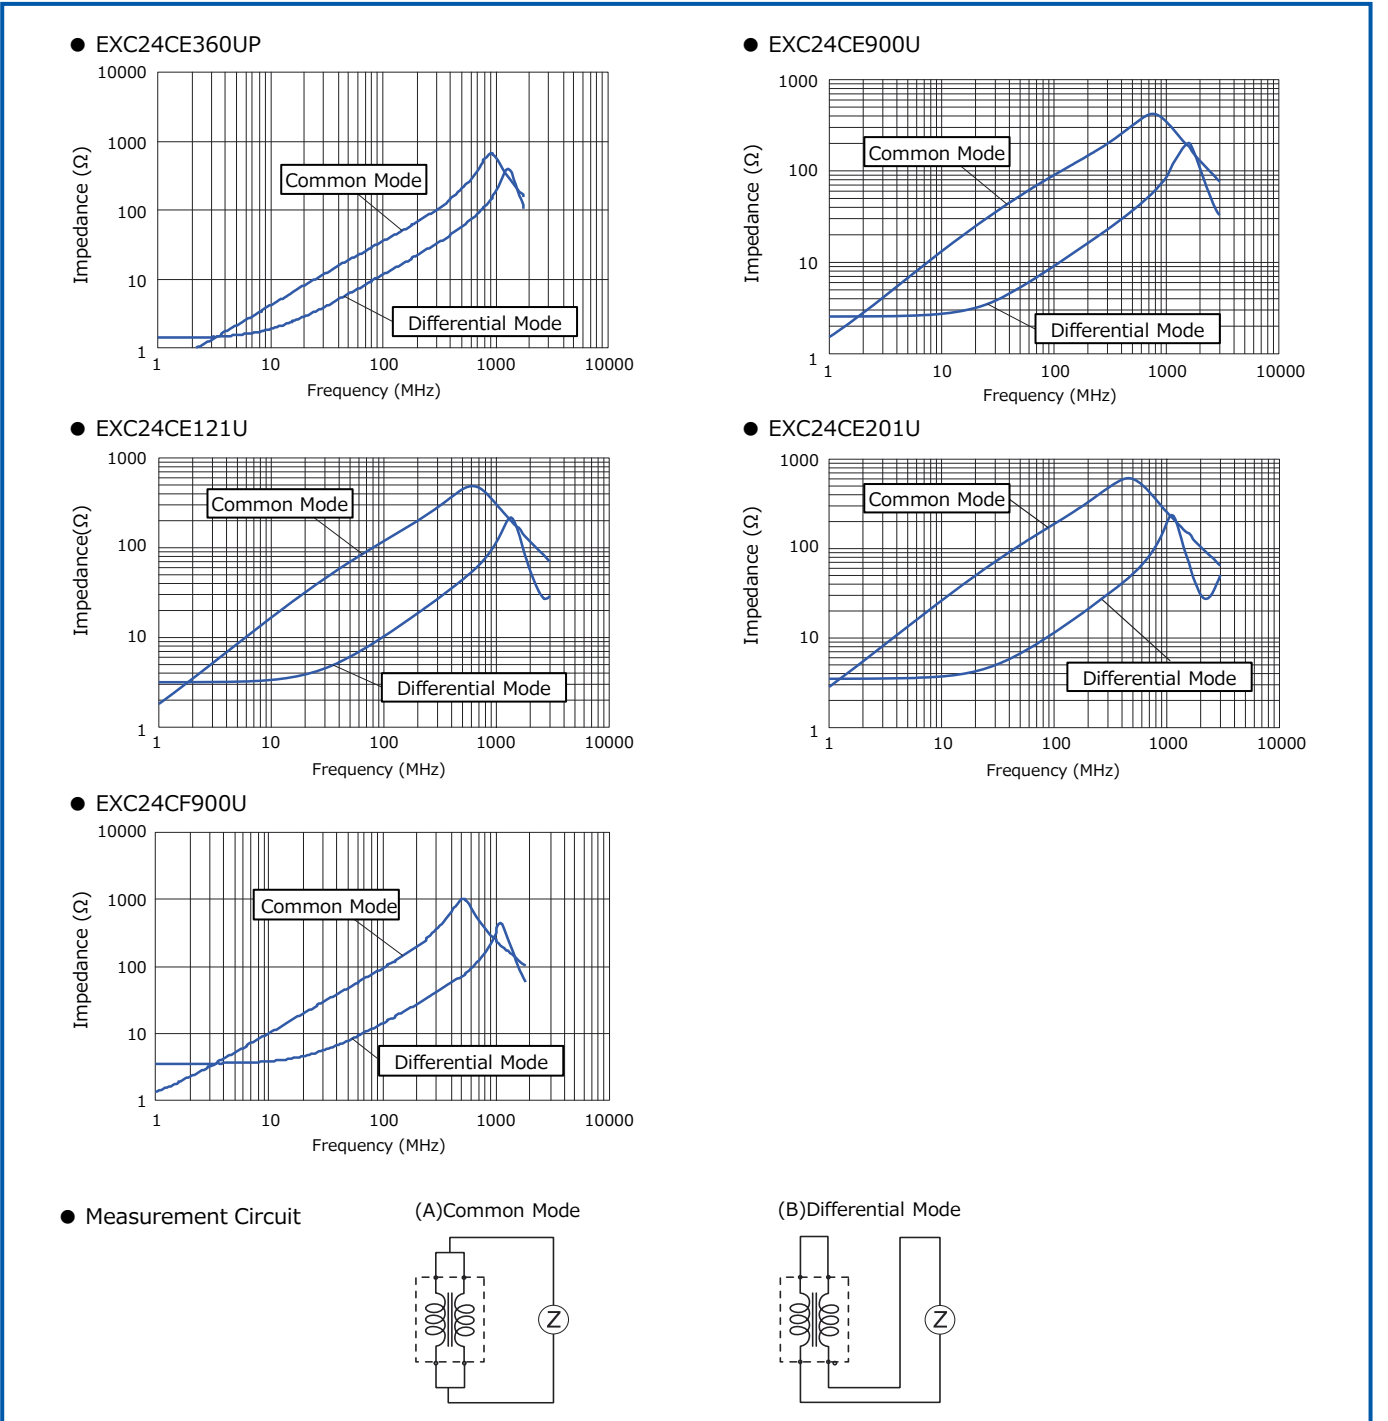 ● EXC24CE360UP
10000
1000
100
10
1
Impedance (Ω)
Common Mode
Differential Mode
1 10 100 1000 10000
Frequency (MHz)
● EXC24CE900U
1000
100
10
1
Impedance (Ω)
Common Mode
Differential Mode
1 10 100 1000 10000
Frequency (MHz)
● EXC24CE121U
1000
100
10
1
Impedance(Ω)
Common Mode
Differential Mode
1 10 100 1000 10000
Frequency (MHz)
● EXC24CE201U
1000
100
10
1
Impedance (Ω)
Common Mode
Differential Mode
1 10 100 1000 10000
Frequency (MHz)
● EXC24CF900U
10000
1000
100
10
1
Impedance (Ω)
Common Mode
Differential Mode
1 10 100 1000 10000
Frequency (MHz)
● Measurement Circuit
(A)Common Mode
Z
(B)Differential Mode
Z